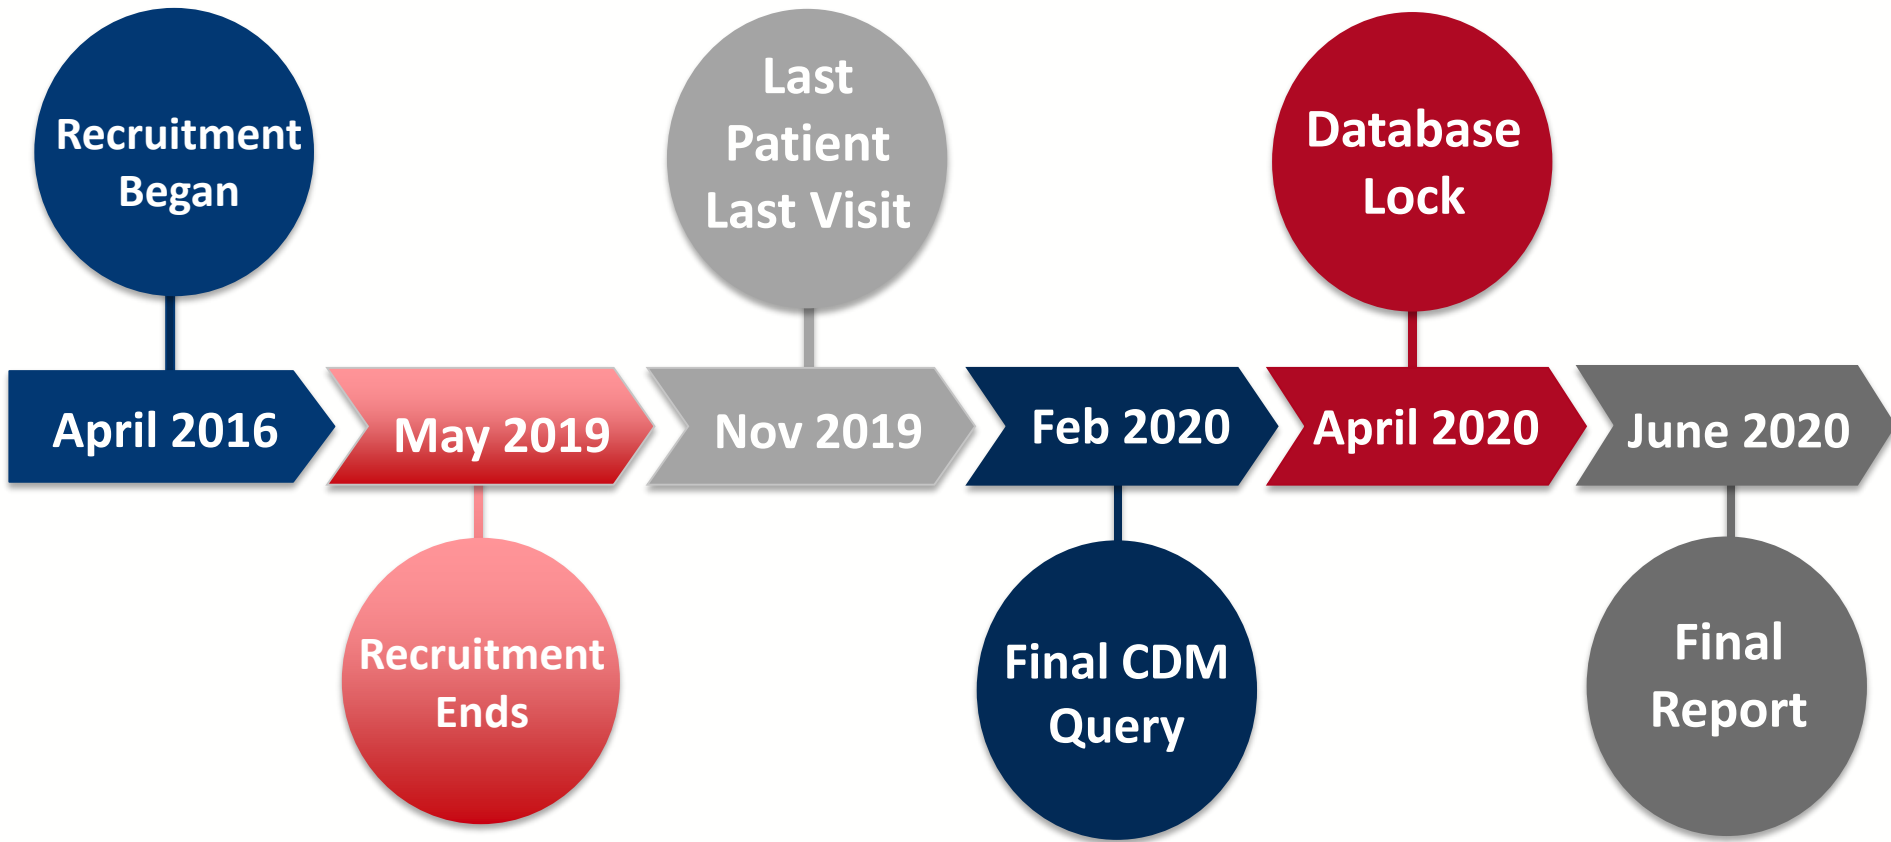 Recruitment
Began
Last
Patient
Last Visit
Database
Lock
April 2016
May 2019
Nov 2019
Feb 2020
April 2020
June 2020
Recruitment
Ends
Final CDM
Query
Final
Report